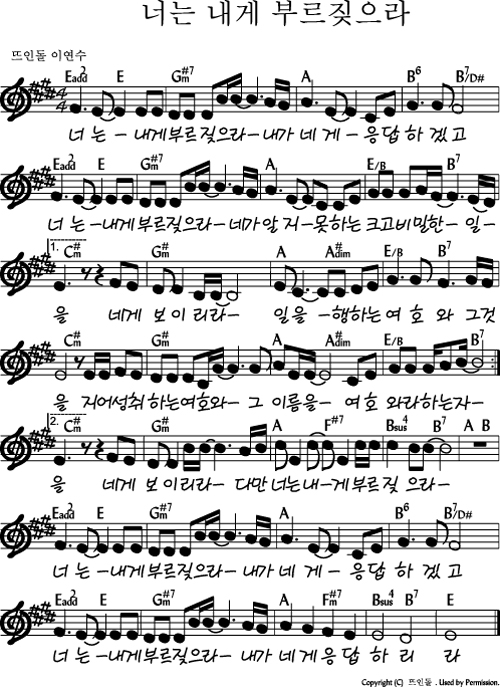 너는 내게 부르짖으라
뜨인돌 이연수
Eadd2 E G#m7 A B6 B7/D#
너 는 - 내게부르짖으라 - 내가 네 게 - 응답 하 겠 고
Eadd2 E G#m7 A E/B B7
너 는 - 내게부르짖으라 - 네가알 지 - 못하는 크고비밀한 - 일 -
1. C#m G#m A A#dim E/B B7
을 네게 보 이 리라 - 일을 - 행하는여 호 와 그것
C#m G#m A A#dim E/B B7
을 지어성취하는여호와 - 그 이름을 - 여호 와라하는자 -
2. C#m G#m A F#7 Bsus4 B7 A B
을 네게 보이리라 - 다만 너는내 - 게부르짖 으라 -
Eadd2 E G#m7 A B6 B7/D#
너 는 - 내게부르짖으라 - 내가 네 게 - 응답 하 겠 고
Eadd2 E G#m7 A F#m7 Bsus4 B7 E
너 는 - 내게부르짖으라 - 내가네 게응답 하 리 라
Copyright (C) 뜨인돌 . Used by Permission.